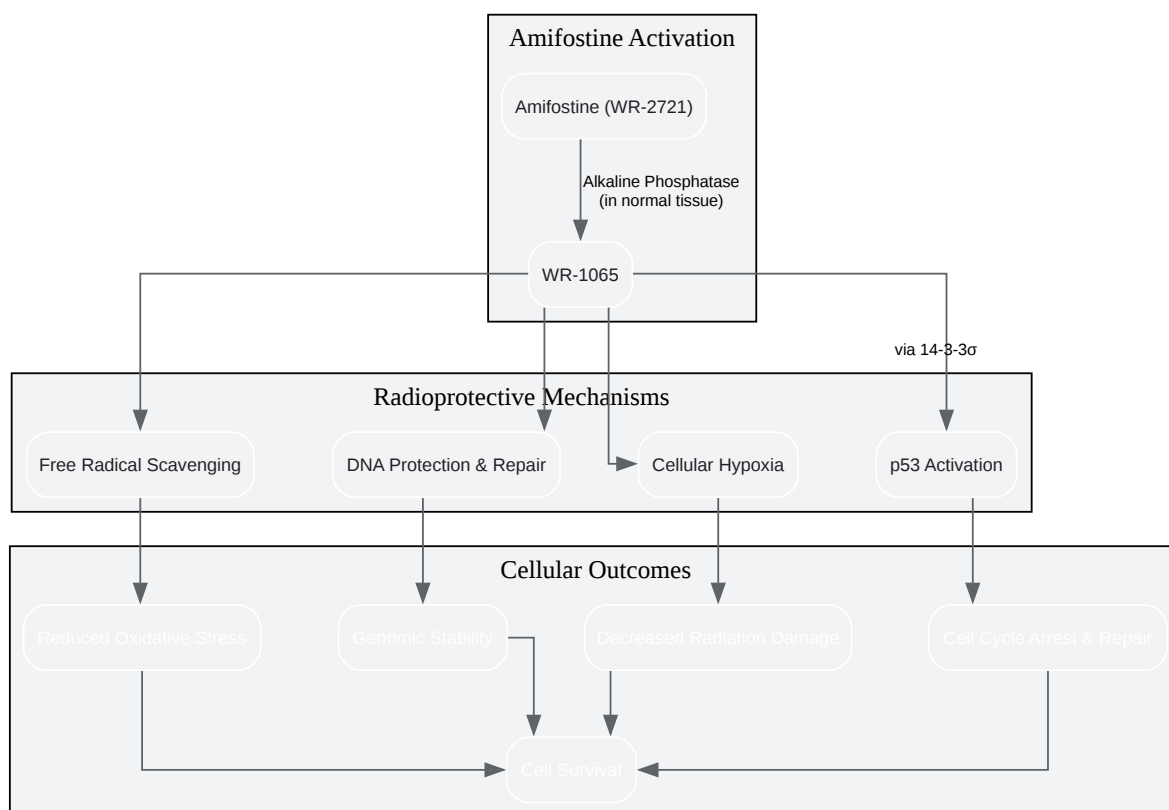 Amifostine Activation
Amifostine (WR-2721)
Alkaline Phosphatase
(in normal tissue)
WR-1065
via 14-3-3σ
Radioprotective Mechanisms
Free Radical Scavenging
DNA Protection & Repair
Cellular Hypoxia
p53 Activation
Cellular Outcomes
Reduced Oxidative Stress
Genomic Stability
Decreased Radiation Damage
Cell Cycle Arrest & Repair
Cell Survival